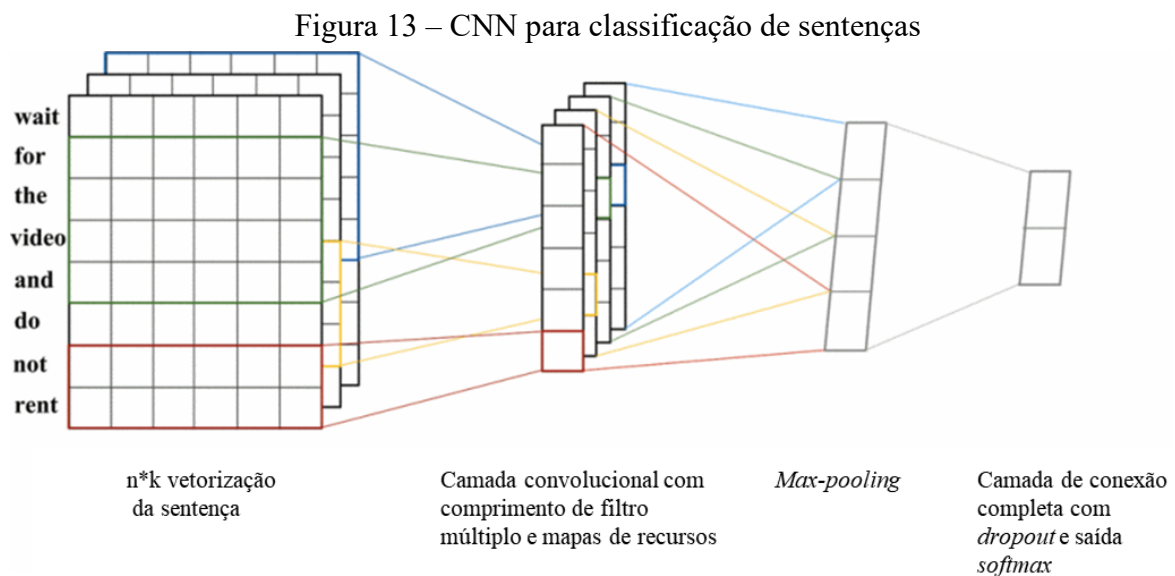 Figura 13 – CNN para classificação de sentenças
wait
for
the
video
and
do
not
rent
n*k vetorização
da sentença
Camada convolucional com
comprimento de filtro
múltiplo e mapas de recursos
Max-pooling
Camada de conexão
completa com
dropout e saída
softmax